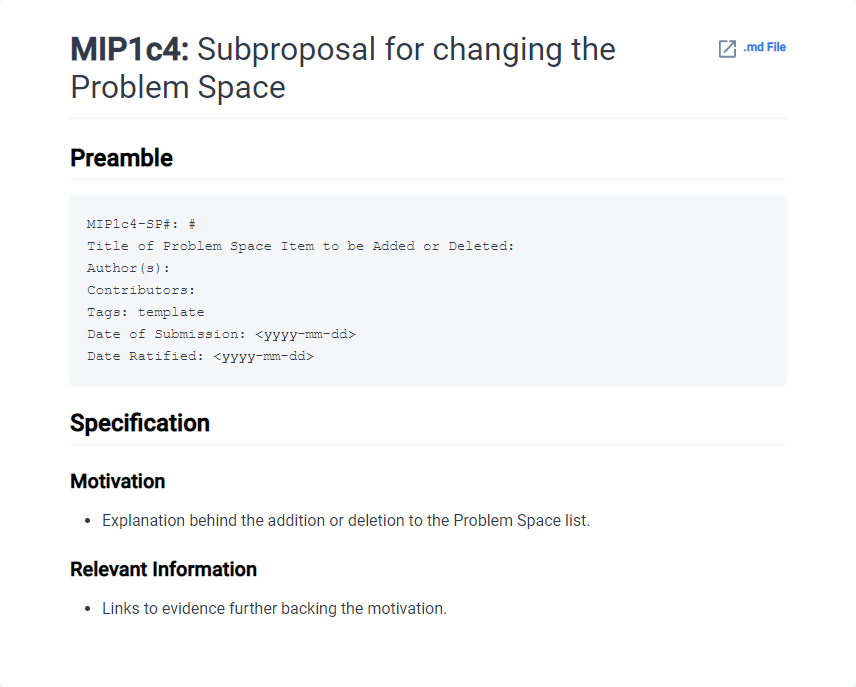 MIP1c4: Subproposal for changing the
Problem Space
.md File
Preamble
MIP1c4-SP#: #
Title of Problem Space Item to be Added or Deleted:
Author(s):
Contributors:
Tags: template
Date of Submission: <yyyy-mm-dd>
Date Ratified: <yyyy-mm-dd>
Specification
Motivation
• Explanation behind the addition or deletion to the Problem Space list.
Relevant Information
• Links to evidence further backing the motivation.